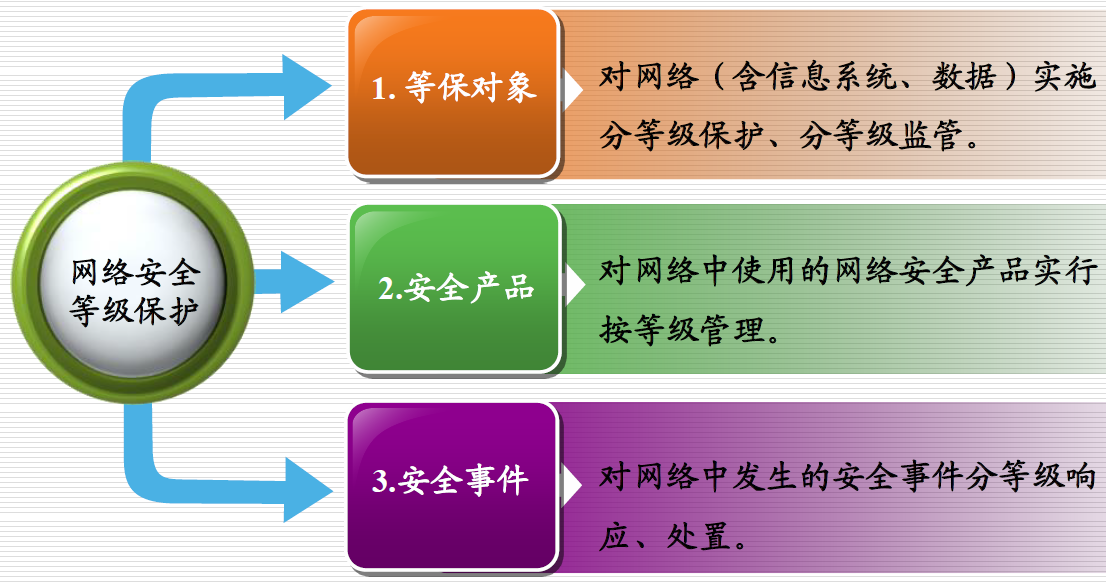 网络安全
等级保护
1. 等保对象
对网络（含信息系统、数据）实施
分等级保护、分等级监管。
2.安全产品
对网络中使用的网络安全产品实行
按等级管理。
3.安全事件
对网络中发生的安全事件分等级响
应、处置。